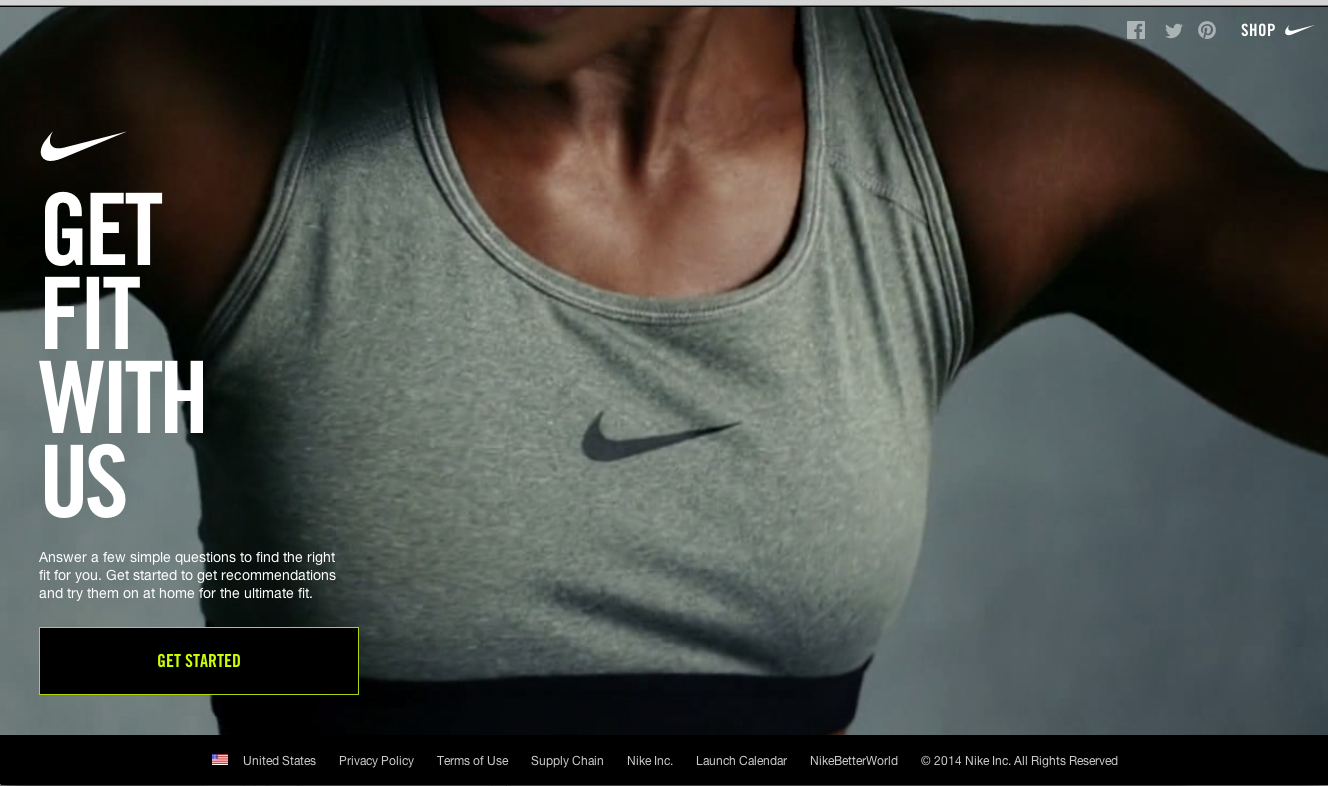 SHOP
GET
FIT
WITH
US
Answer a few simple questions to find the right
fit for you. Get started to get recommendations
and try them on at home for the ultimate fit.
GET STARTED
United States Privacy Policy Terms of Use Supply Chain Nike Inc. Launch Calendar NikeBetterWorld © 2014 Nike Inc. All Rights Reserved